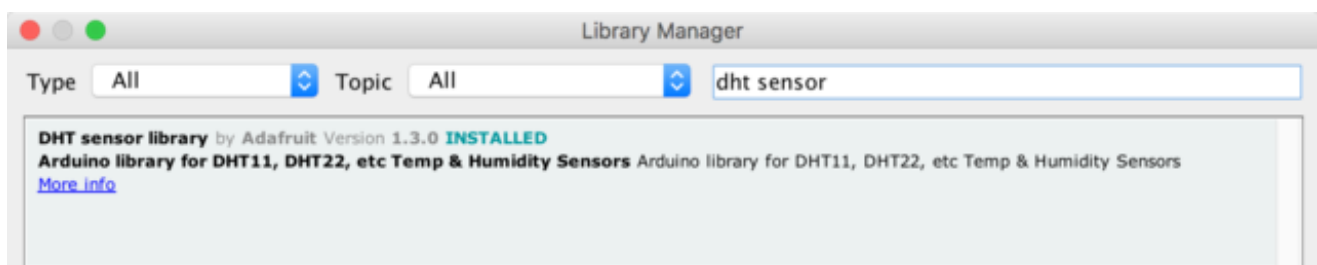 Library Manager
Type All Topic All dht sensor
DHT sensor library by Adafruit Version 1.3.0 INSTALLED
Arduino library for DHT11, DHT22, etc Temp & Humidity Sensors Arduino library for DHT11, DHT22, etc Temp & Humidity Sensors
More info